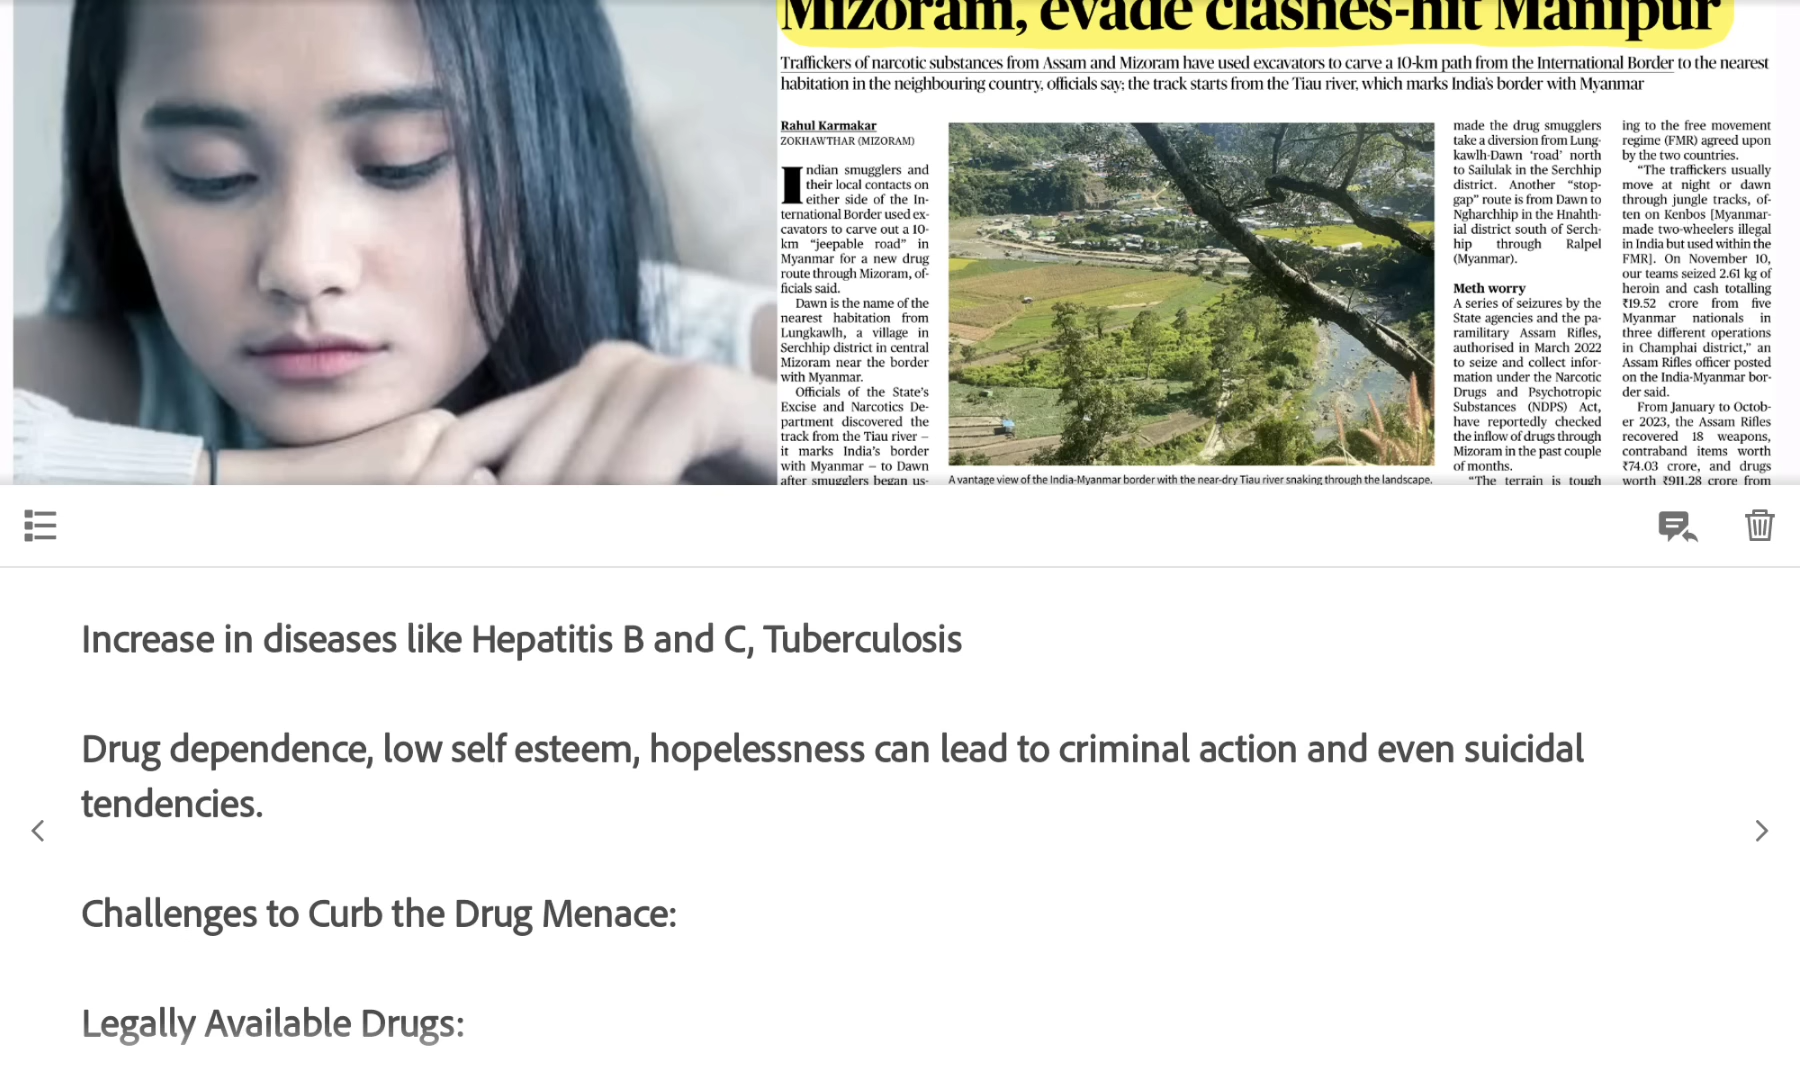 Mizoram, evade clashes-hit Manipur
Traffickers of narcotic substances from Assam and Mizoram have used excavators to carve a 10-km path from the International Border to the nearest
habitation in the neighbouring country, officials say; the track starts from the Tiau river, which marks India's border with Myanmar
Rahul Karmakar
ZOKHAWTHAR (MIZORAM)
Indian smugglers and
their local contacts on
either side of the In-
ternational Border used ex-
cavators to carve out a 10-
km “jeepable road” in
Myanmar for a new drug
route through Mizoram, of-
ficials said.
Dawn is the name of the
nearest habitation from
Lungkawlh, a village in
Serchhip district in central
Mizoram near the border
with Myanmar.
Officials of the State's
Excise and Narcotics De-
partment discovered the
track from the Tiau river –
it marks India's border
with Myanmar – to Dawn
after smugglers began us-
A vantage view of the India-Myanmar border with the near-dry Tiau river snaking through the landscape.
made the drug smugglers
take a diversion from Lung-
kawlh-Dawn ‘road’ north
to Sailulak in the Serchhip
district. Another “stop-
gap” route is from Dawn to
Ngharchhip in the Hnahth-
ial district south of Serch-
hip through Ralpel
(Myanmar).
Meth worry
A series of seizures by the
State agencies and the pa-
ramilitary Assam Rifles,
authorised in March 2022
to seize and collect infor-
mation under the Narcotic
Drugs and Psychotropic
Substances (NDPS) Act,
have reportedly checked
the inflow of drugs through
Mizoram in the past couple
of months.
“The terrain is tough
ing to the free movement
regime (FMR) agreed upon
by the two countries.
“The traffickers usually
move at night or dawn
through jungle tracks, of-
ten on Kenbos [Myanmar-
made two-wheelers illegal
in India but used within the
FMR]. On November 10,
our teams seized 2.61 kg of
heroin and cash totalling
₹19.52 crore from five
Myanmar nationals in
three different operations
in Champhai district,” an
Assam Rifles officer posted
on the India-Myanmar bor-
der said.
From January to Octob-
er 2023, the Assam Rifles
recovered 18 weapons,
contraband items worth
₹74.03 crore, and drugs
worth ₹911.28 crore from
Increase in diseases like Hepatitis B and C, Tuberculosis
Drug dependence, low self esteem, hopelessness can lead to criminal action and even suicidal
tendencies.
Challenges to Curb the Drug Menace:
Legally Available Drugs: